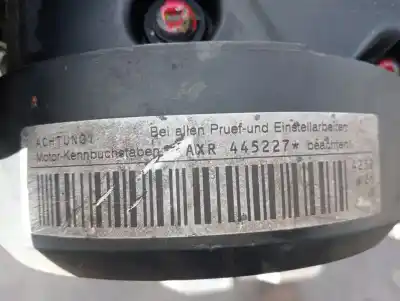 ACHTUNG! Bei allen Pruef-und Einstellarbeiten
Motor-Kennbuchstaben AXR 445227* beachten!